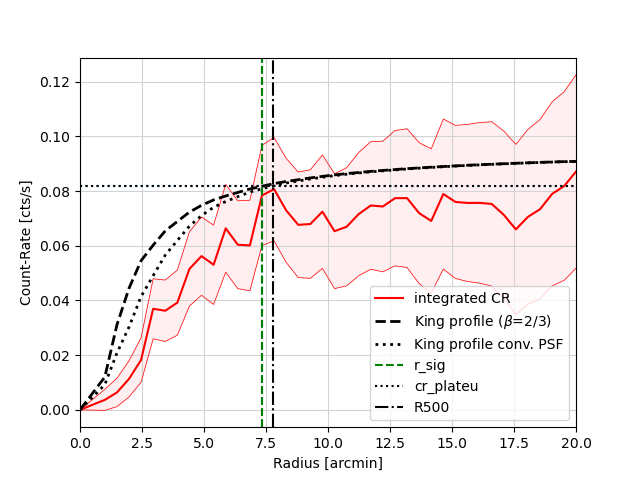 0.12
0.10
0.08
0.06
0.04
0.02
0.00
Count-Rate [cts/s]
integrated CR
King profile (β=2/3)
King profile conv. PSF
r_sig
cr_plateu
R500
0.0 2.5 5.0 7.5 10.0 12.5 15.0 17.5 20.0
Radius [arcmin]